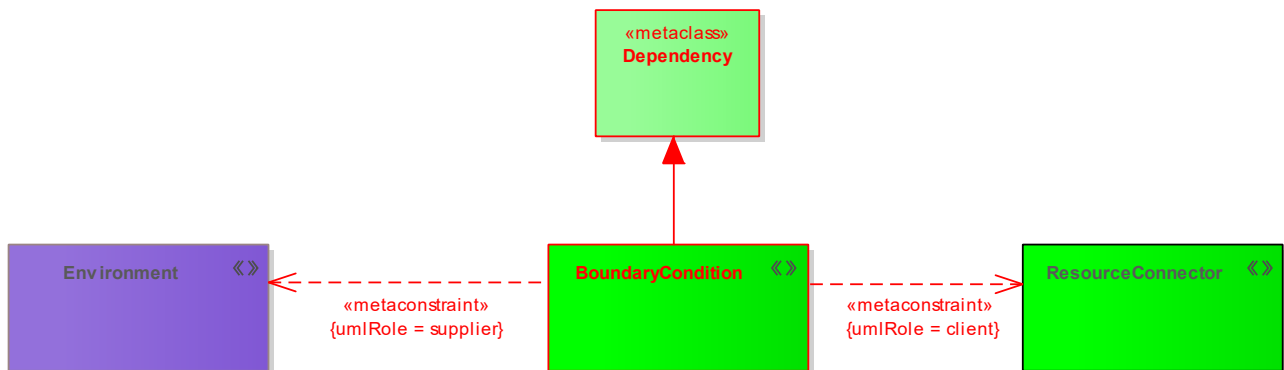 «metaclass»
Dependency
Environment «»
BoundaryCondition «»
ResourceConnector «»
«metaconstraint»
{umlRole = supplier}
«metaconstraint»
{umlRole = client}